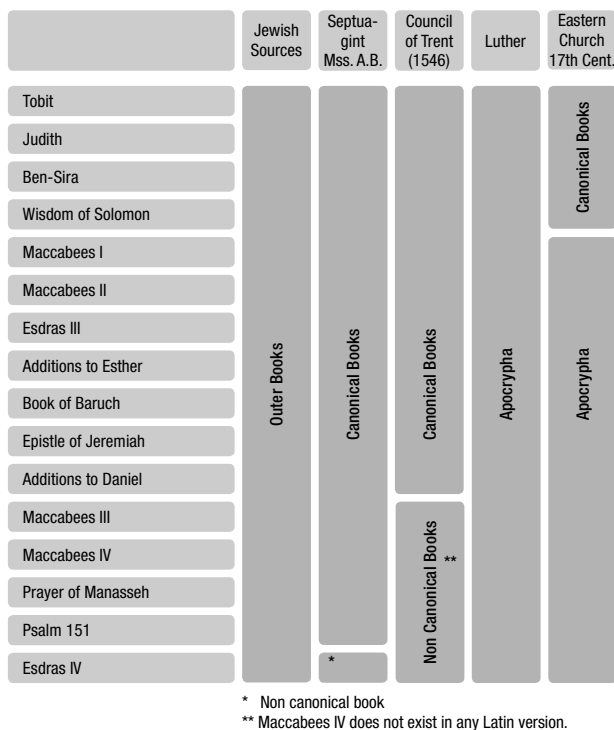 Jewish
Sources
Septua-
gint
Mss. A.B.
Council
of Trent
(1546)
Luther
Eastern
Church
17th Cent.
Tobit
Judith
Ben-Sira
Wisdom of Solomon
Maccabees I
Maccabees II
Esdras III
Additions to Esther
Book of Baruch
Epistle of Jeremiah
Additions to Daniel
Maccabees III
Maccabees IV
Prayer of Manasseh
Psalm 151
Esdras IV
Outer Books
Canonical Books
*
Canonical Books
Non Canonical Books
**
Apocrypha
Canonical Books
Apocrypha
* Non canonical book
** Maccabees IV does not exist in any Latin version.